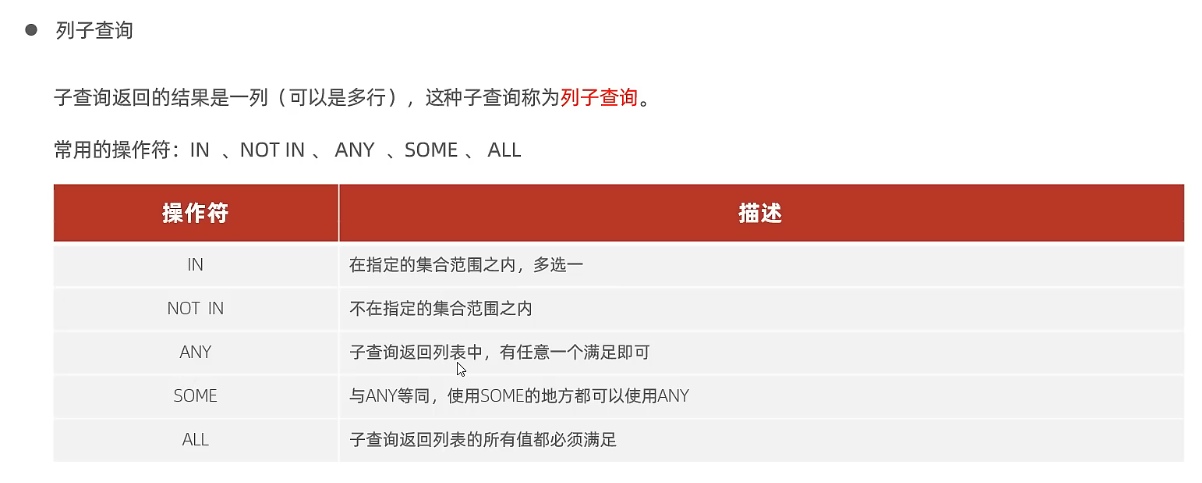 列子查询
子查询返回的结果是一列（可以是多行），这种子查询称为列子查询。
常用的操作符：IN 、NOT IN 、 ANY 、SOME 、 ALL
操作符 描述
IN 在指定的集合范围之内，多选一
NOT IN 不在指定的集合范围之内
ANY 子查询返回列表中，有任意一个满足即可
SOME 与ANY等同，使用SOME的地方都可以使用ANY
ALL 子查询返回列表的所有值都必须满足